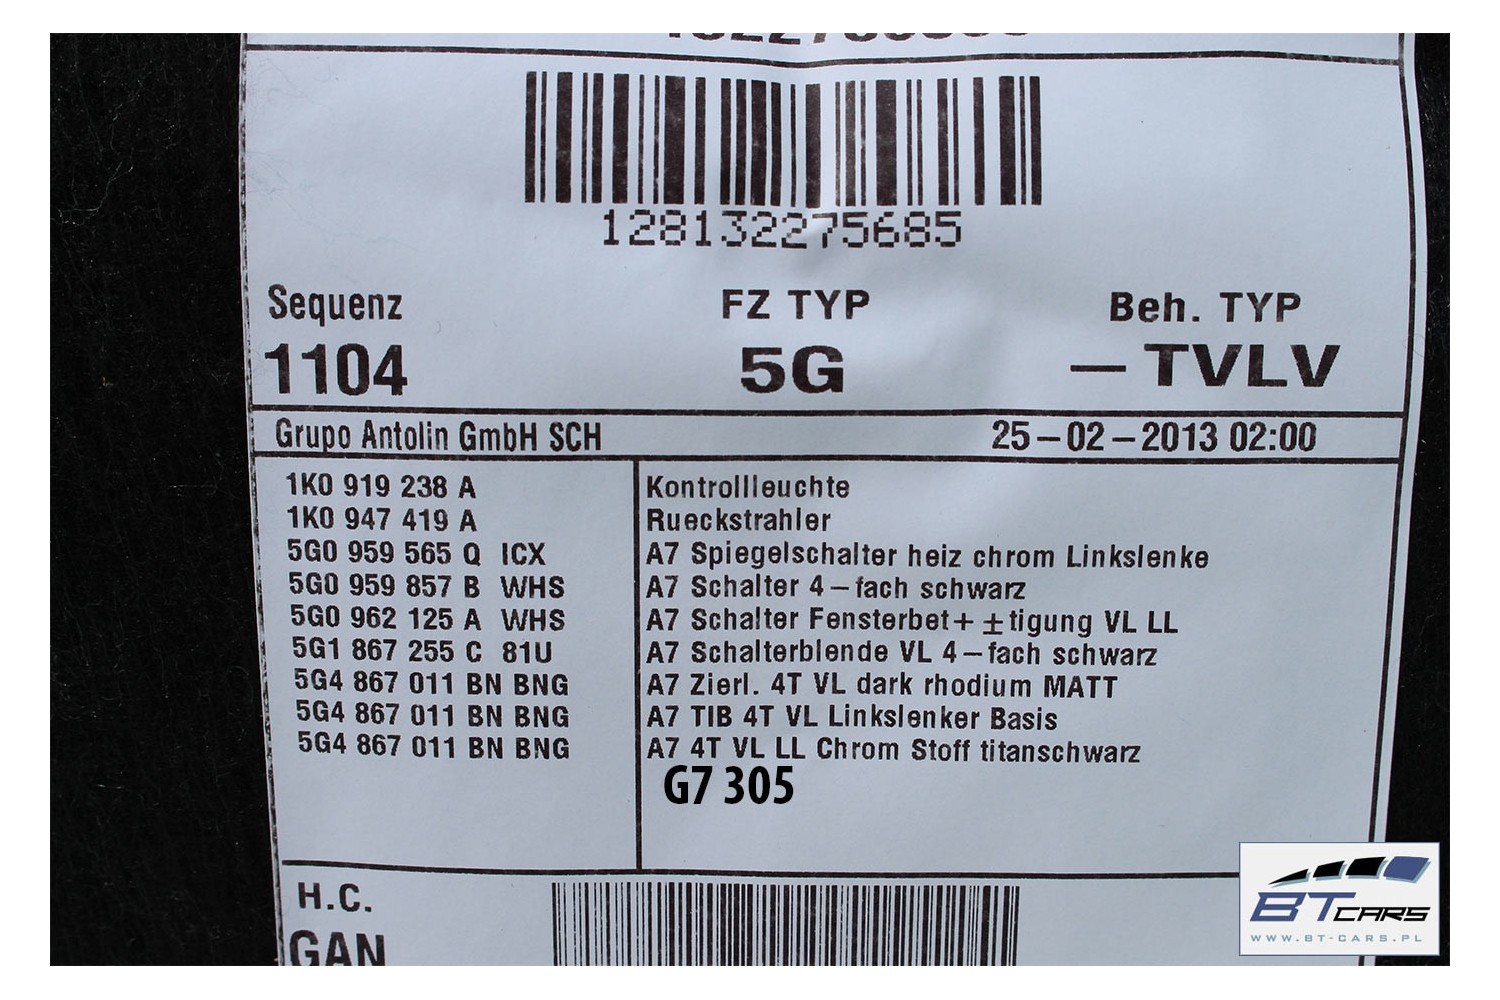 128132275685
Sequenz FZ TYP Beh. TYP
1104 5G –TVLV
Grupo Antolin GmbH SCH 25-02-2013 02:00
1K0 919 238 A Kontrollleuchte
1K0 947 419 A Rueckstrahler
5G0 959 565 Q ICX A7 Spiegelschalter heiz chrom Linkslenke
5G0 959 857 B WHS A7 Schalter 4-fach schwarz
5G0 962 125 A WHS A7 Schalter Fensterbet+ ±tigung VL LL
5G1 867 255 C 81U A7 Schalterblende VL 4-fach schwarz
5G4 867 011 BN BNG A7 Zierl. 4T VL dark rhodium MATT
5G4 867 011 BN BNG A7 TIB 4T VL Linkslenker Basis
5G4 867 011 BN BNG A7 4T VL LL Chrom Stoff titanschwarz
G7 305
H.C.
GAN
BT CARS
WWW.BT-CARS.PL